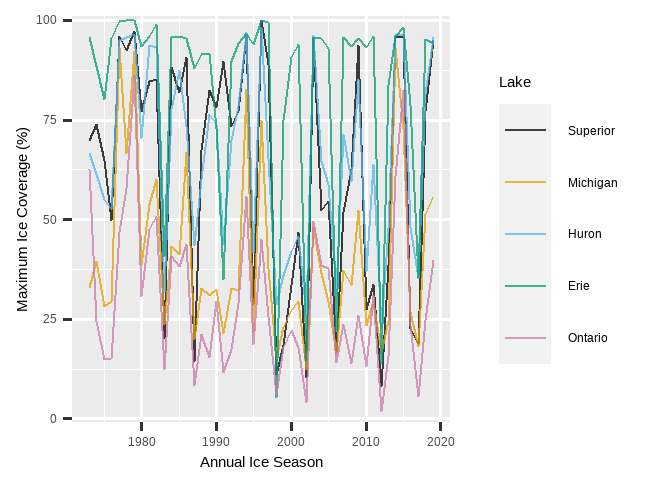 100
75
50
25
0
Maximum Ice Coverage (%)
1980
1990
2000
2010
2020
Annual Ice Season
Lake
Superior
Michigan
Huron
Erie
Ontario